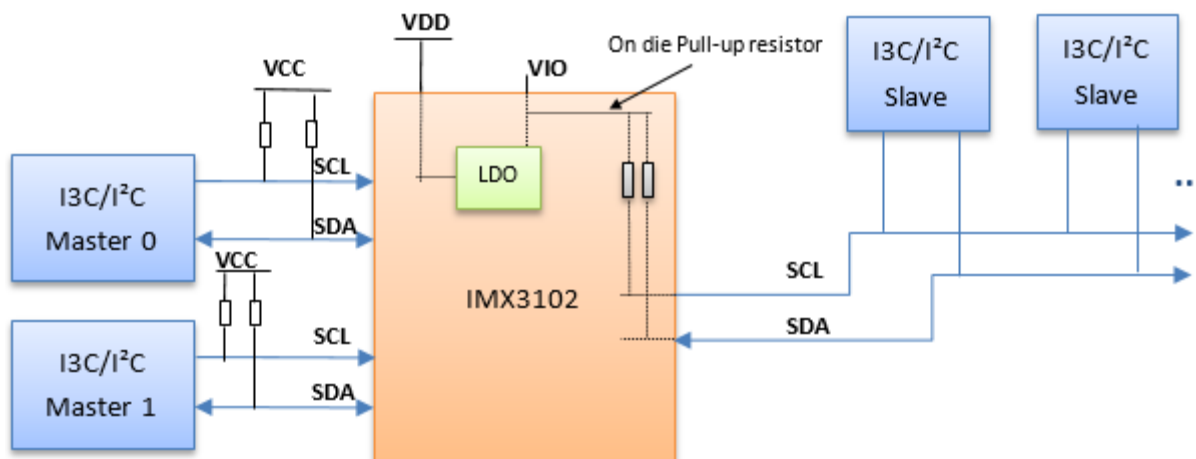 VDD
On die Pull-up resistor
I3C/I²C
Slave
I3C/I²C
Slave
VCC
VIO
I3C/I²C
Master 0
SCL
LDO
SDA
VCC
SCL
IMX3102
SDA
I3C/I²C
Master 1
SCL
SDA
..